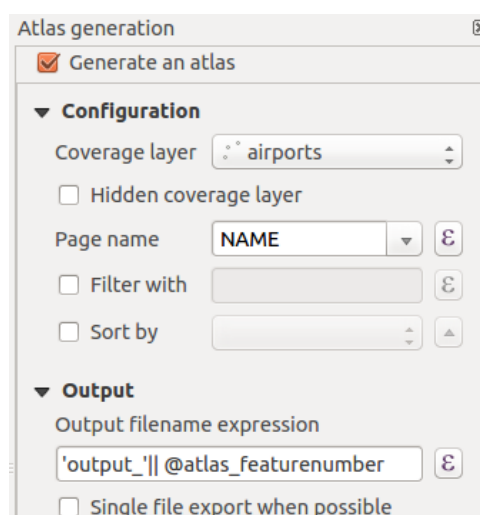 Atlas generation
Generate an atlas
Configuration
Coverage layer airports
Hidden coverage layer
Page name NAME ε
Filter with ε
Sort by
Output
Output filename expression
'output_'|| @atlas_featurenumber ε
Single file export when possible